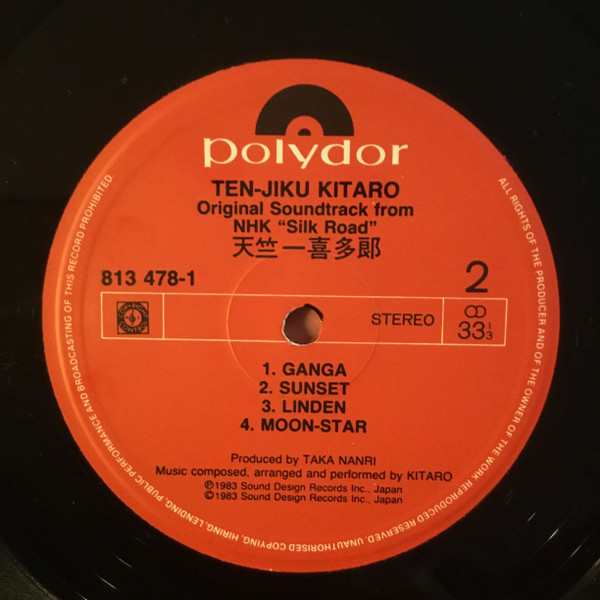 polydor
TEN-JIKU KITARO
Original Soundtrack from
NHK “Silk Road”
天竺 一喜多郎
813 478-1
2
STEREO
33 1/3
1. GANGA
2. SUNSET
3. LINDEN
4. MOON-STAR
Produced by TAKA NANRI
Music composed, arranged and performed by KITARO
℗1983 Sound Design Records Inc., Japan
©1983 Sound Design Records Inc., Japan
ALL RIGHTS OF THE PRODUCER AND OF THE OWNER OF THE WORK REPRODUCED RESERVED. UNAUTHORISED COPYING, HIRING, LENDING, PUBLIC PERFORMANCE AND BROADCASTING OF THIS RECORD PROHIBITED.